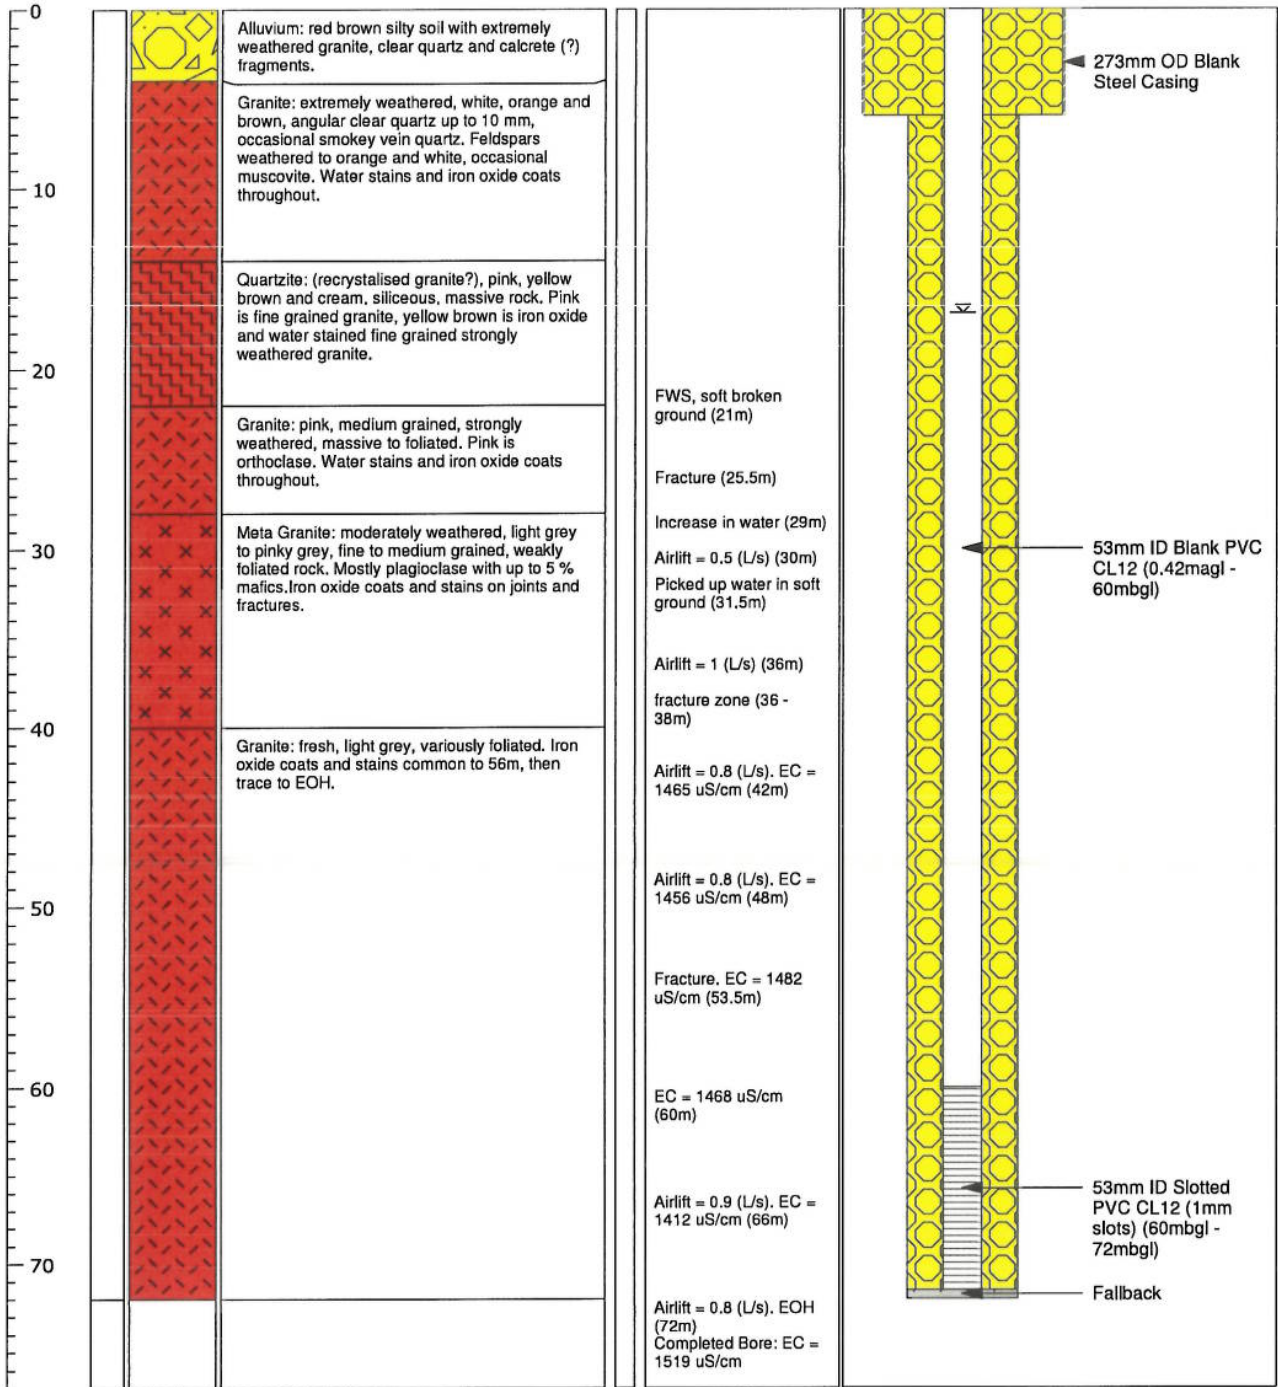 0
10
20
30
40
50
60
70
Alluvium: red brown silty soil with extremely
weathered granite, clear quartz and calcrete (?)
fragments.
Granite: extremely weathered, white, orange and
brown, angular clear quartz up to 10 mm,
occasional smokey vein quartz. Feldspars
weathered to orange and white, occasional
muscovite. Water stains and iron oxide coats
throughout.
Quartzite: (recrystalised granite?), pink, yellow
brown and cream, siliceous, massive rock. Pink
is fine grained granite, yellow brown is iron oxide
and water stained fine grained strongly
weathered granite.
Granite: pink, medium grained, strongly
weathered, massive to foliated. Pink is
orthoclase. Water stains and iron oxide coats
throughout.
Meta Granite: moderately weathered, light grey
to pinky grey, fine to medium grained, weakly
foliated rock. Mostly plagioclase with up to 5 %
mafics.Iron oxide coats and stains on joints and
fractures.
Granite: fresh, light grey, variously foliated. Iron
oxide coats and stains common to 56m, then
trace to EOH.
FWS, soft broken
ground (21m)
Fracture (25.5m)
Increase in water (29m)
Airlift = 0.5 (L/s) (30m)
Picked up water in soft
ground (31.5m)
Airlift = 1 (L/s) (36m)
fracture zone (36 -
38m)
Airlift = 0.8 (L/s). EC =
1465 uS/cm (42m)
Airlift = 0.8 (L/s). EC =
1456 uS/cm (48m)
Fracture. EC = 1482
uS/cm (53.5m)
EC = 1468 uS/cm
(60m)
Airlift = 0.9 (L/s). EC =
1412 uS/cm (66m)
Airlift = 0.8 (L/s). EOH
(72m)
Completed Bore: EC =
1519 uS/cm
273mm OD Blank
Steel Casing
53mm ID Blank PVC
CL12 (0.42magl -
60mbgl)
53mm ID Slotted
PVC CL12 (1mm
slots) (60mbgl -
72mbgl)
Fallback